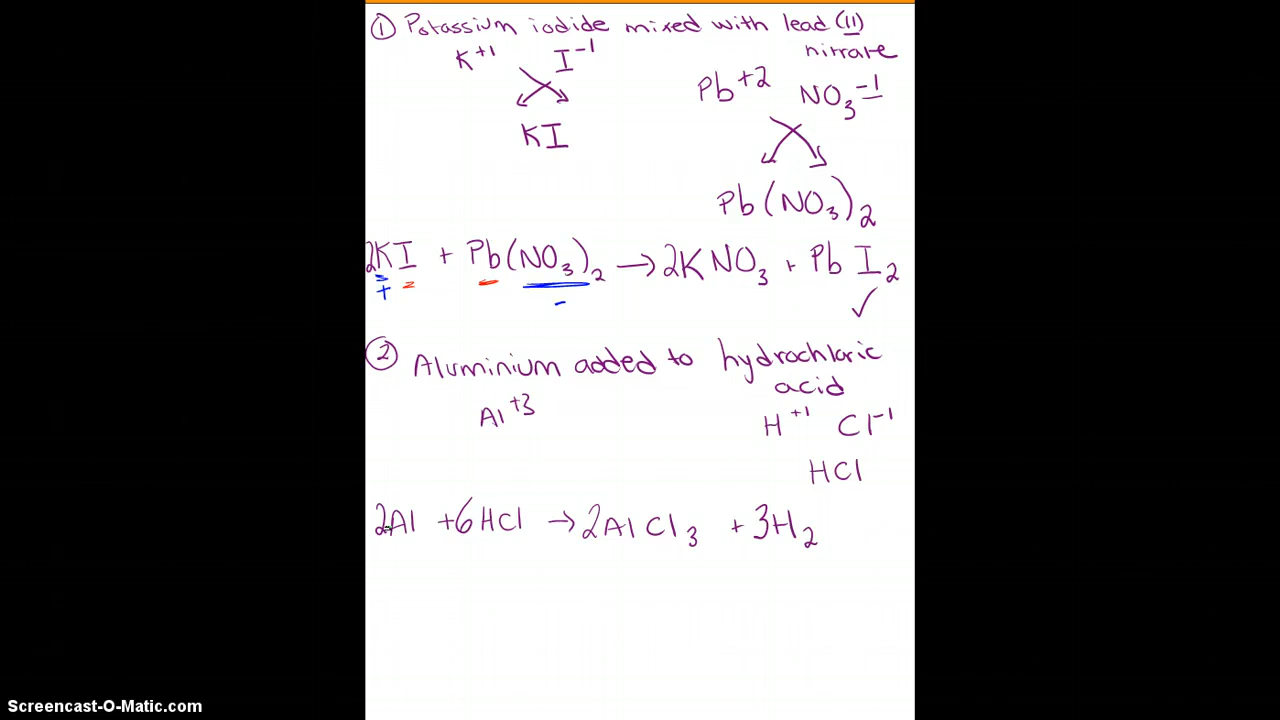 ① Potassium iodide mixed with lead (II)
nitrate
K+1 I-1
Pb+2 NO3-1
KI
Pb(NO3)2
2KI + Pb(NO3)2 → 2KNO3 + PbI2
+ -
✓
② Aluminium added to hydrochloric
acid
Al+3
H+1 Cl-1
HCl
2Al +6HCl → 2AlCl3 + 3H2
Screencast-O-Matic.com